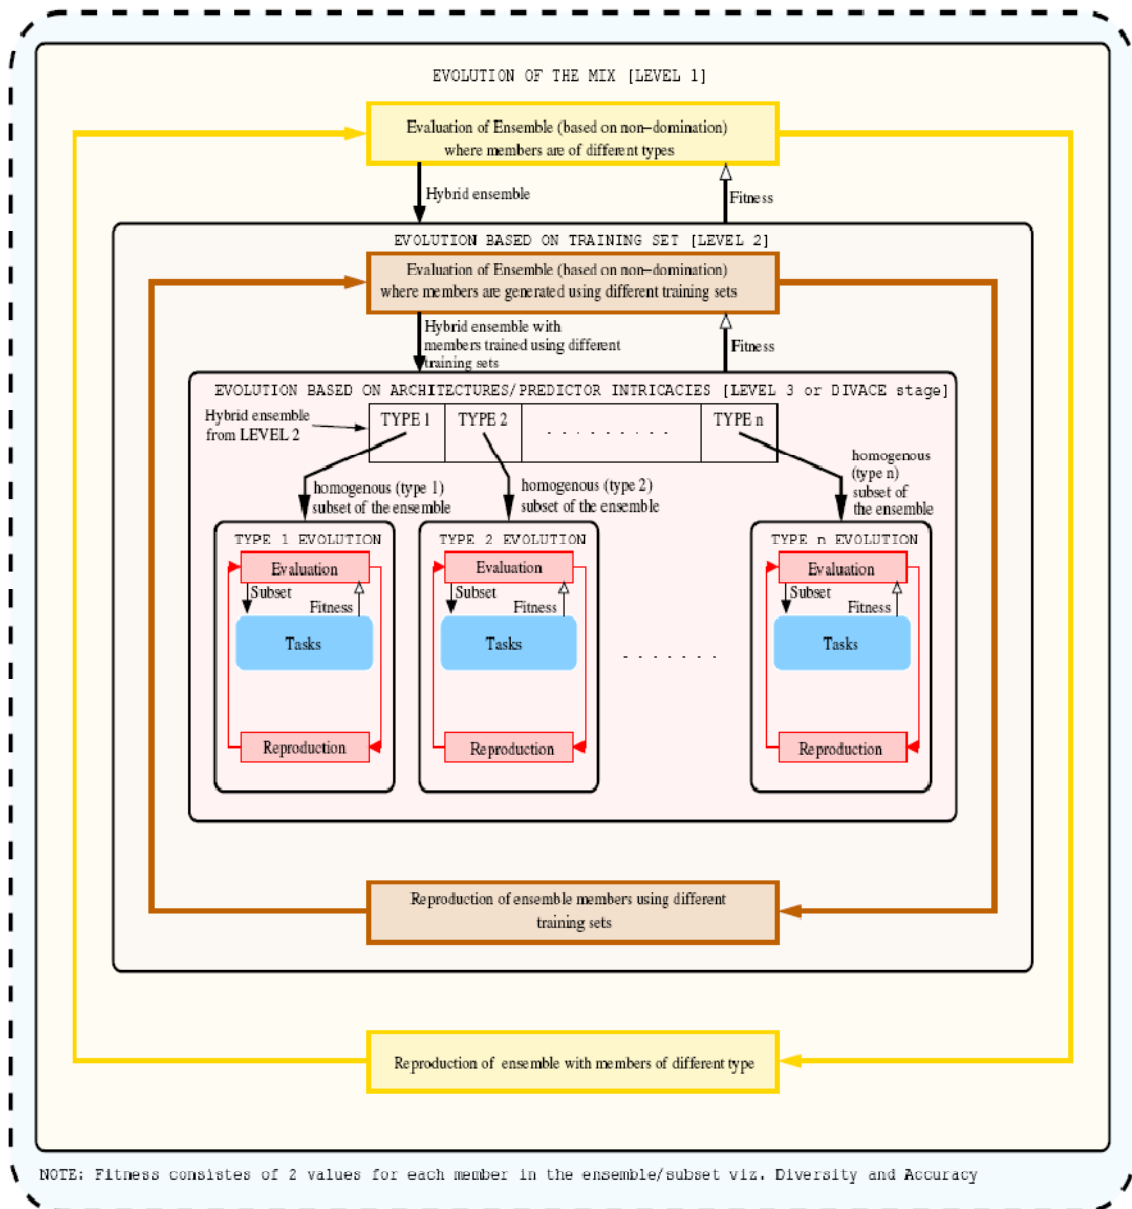 EVOLUTION OF THE MIX [LEVEL 1]
Evaluation of Ensemble (based on non-domination)
where members are of different types
Hybrid ensemble
Fitness
EVOLUTION BASED ON TRAINING SET [LEVEL 2]
Evaluation of Ensemble (based on non-domination)
where members are generated using different training sets
Hybrid ensemble with
members trained using different
training sets
Fitness
EVOLUTION BASED ON ARCHITECTURES/PREDICTOR INTRICACIES [LEVEL 3 or DIVACE stage]
Hybrid ensemble
from LEVEL 2
TYPE 1
TYPE 2
. . . . . . . . .
TYPE n
homogenous (type 1)
subset of the ensemble
homogenous (type 2)
subset of the ensemble
homogenous
(type n)
subset of
the ensemble
TYPE 1 EVOLUTION
Evaluation
Subset
Fitness
Tasks
Reproduction
TYPE 2 EVOLUTION
Evaluation
Subset
Fitness
Tasks
Reproduction
. . . . . . .
TYPE n EVOLUTION
Evaluation
Subset
Fitness
Tasks
Reproduction
Reproduction of ensemble members using different
training sets
Reproduction of ensemble with members of different type
NOTE: Fitness consistes of 2 values for each member in the ensemble/subset viz. Diversity and Accuracy